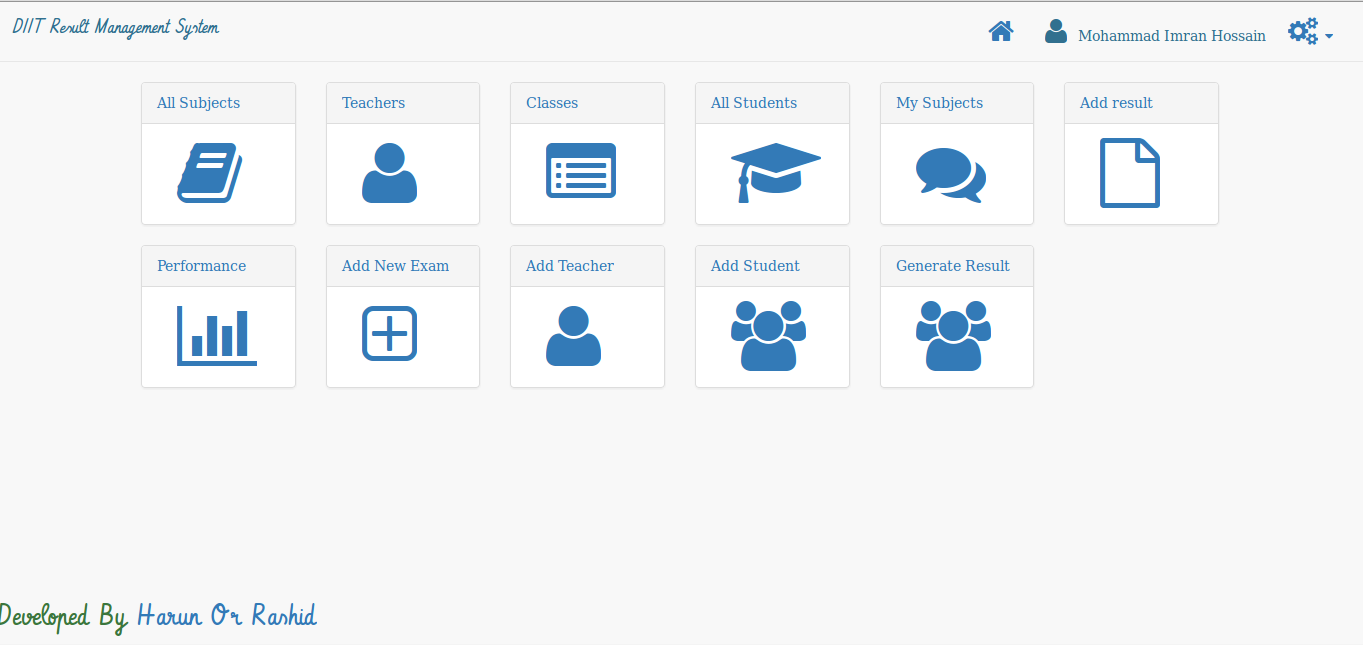 DIIT Result Management System
Mohammad Imran Hossain
All Subjects
Teachers
Classes
All Students
My Subjects
Add result
Performance
Add New Exam
Add Teacher
Add Student
Generate Result
Developed By Harun Or Rashid